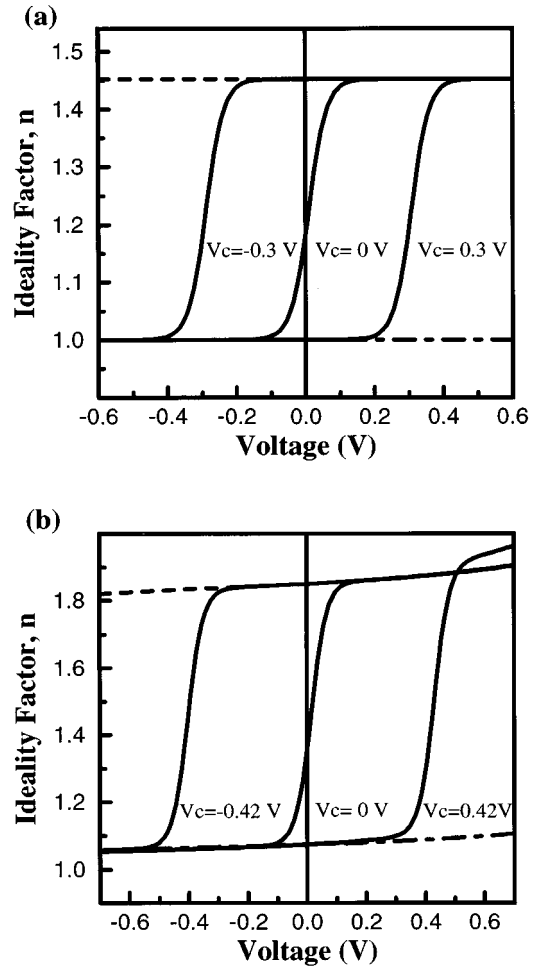 (a)
Ideality Factor, n
1.5
1.4
1.3
1.2
1.1
1.0
Vc=-0.3 V
Vc= 0 V
Vc= 0.3 V
-0.6 -0.4 -0.2 0.0 0.2 0.4 0.6
Voltage (V)
(b)
Ideality Factor, n
1.8
1.6
1.4
1.2
1.0
Vc=-0.42 V
Vc= 0 V
Vc=0.42V
-0.6 -0.4 -0.2 0.0 0.2 0.4 0.6
Voltage (V)